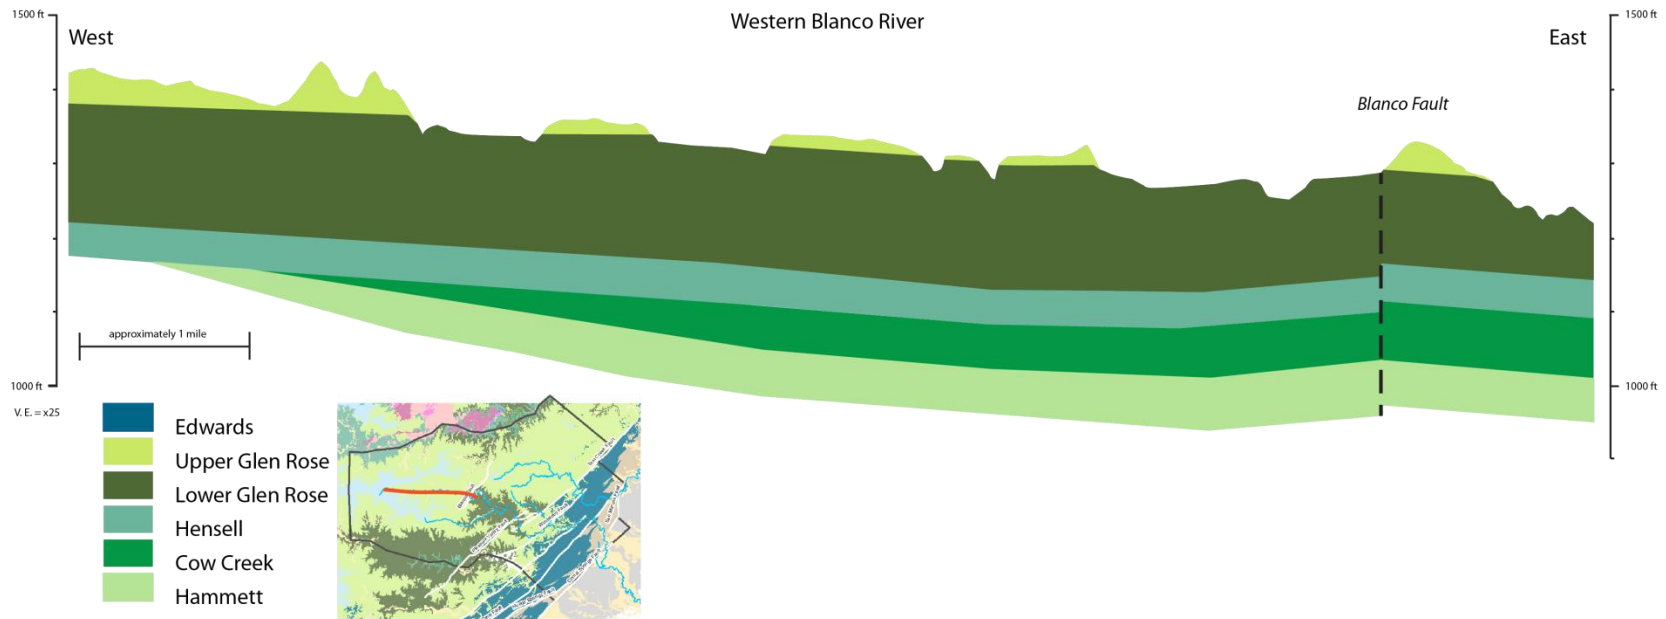 Western Blanco River
1500 ft
1500 ft
West
East
Blanco Fault
approximately 1 mile
1000 ft
1000 ft
V. E. = x25
Edwards
Upper Glen Rose
Lower Glen Rose
Hensell
Cow Creek
Hammett